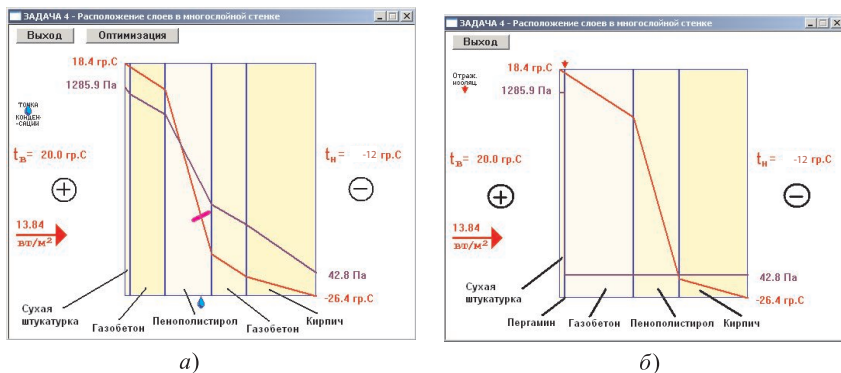 ЗАДАЧА 4 - Расположение слоев в многослойной стенке
Выход
Оптимизация
18.4 гр.С
1285.9 Па
ТОЧКА
КОНДЕН-
САЦИИ
tв= 20.0 гр.С
tн= -12 гр.С
13.84
вт/м²
42.8 Па
-26.4 гр.С
Сухая
штукатурка
Газобетон
Пенополистирол
Газобетон
Кирпич
а)
ЗАДАЧА 4 - Расположение слоев в многослойной стенке
Выход
Отраж.
изоляц.
18.4 гр.С
1285.9 Па
tв= 20.0 гр.С
tн= -12 гр.С
13.84
вт/м²
42.8 Па
-26.4 гр.С
Сухая
штукатурка
Пергамин
Газобетон
Пенополистирол
Кирпич
б)